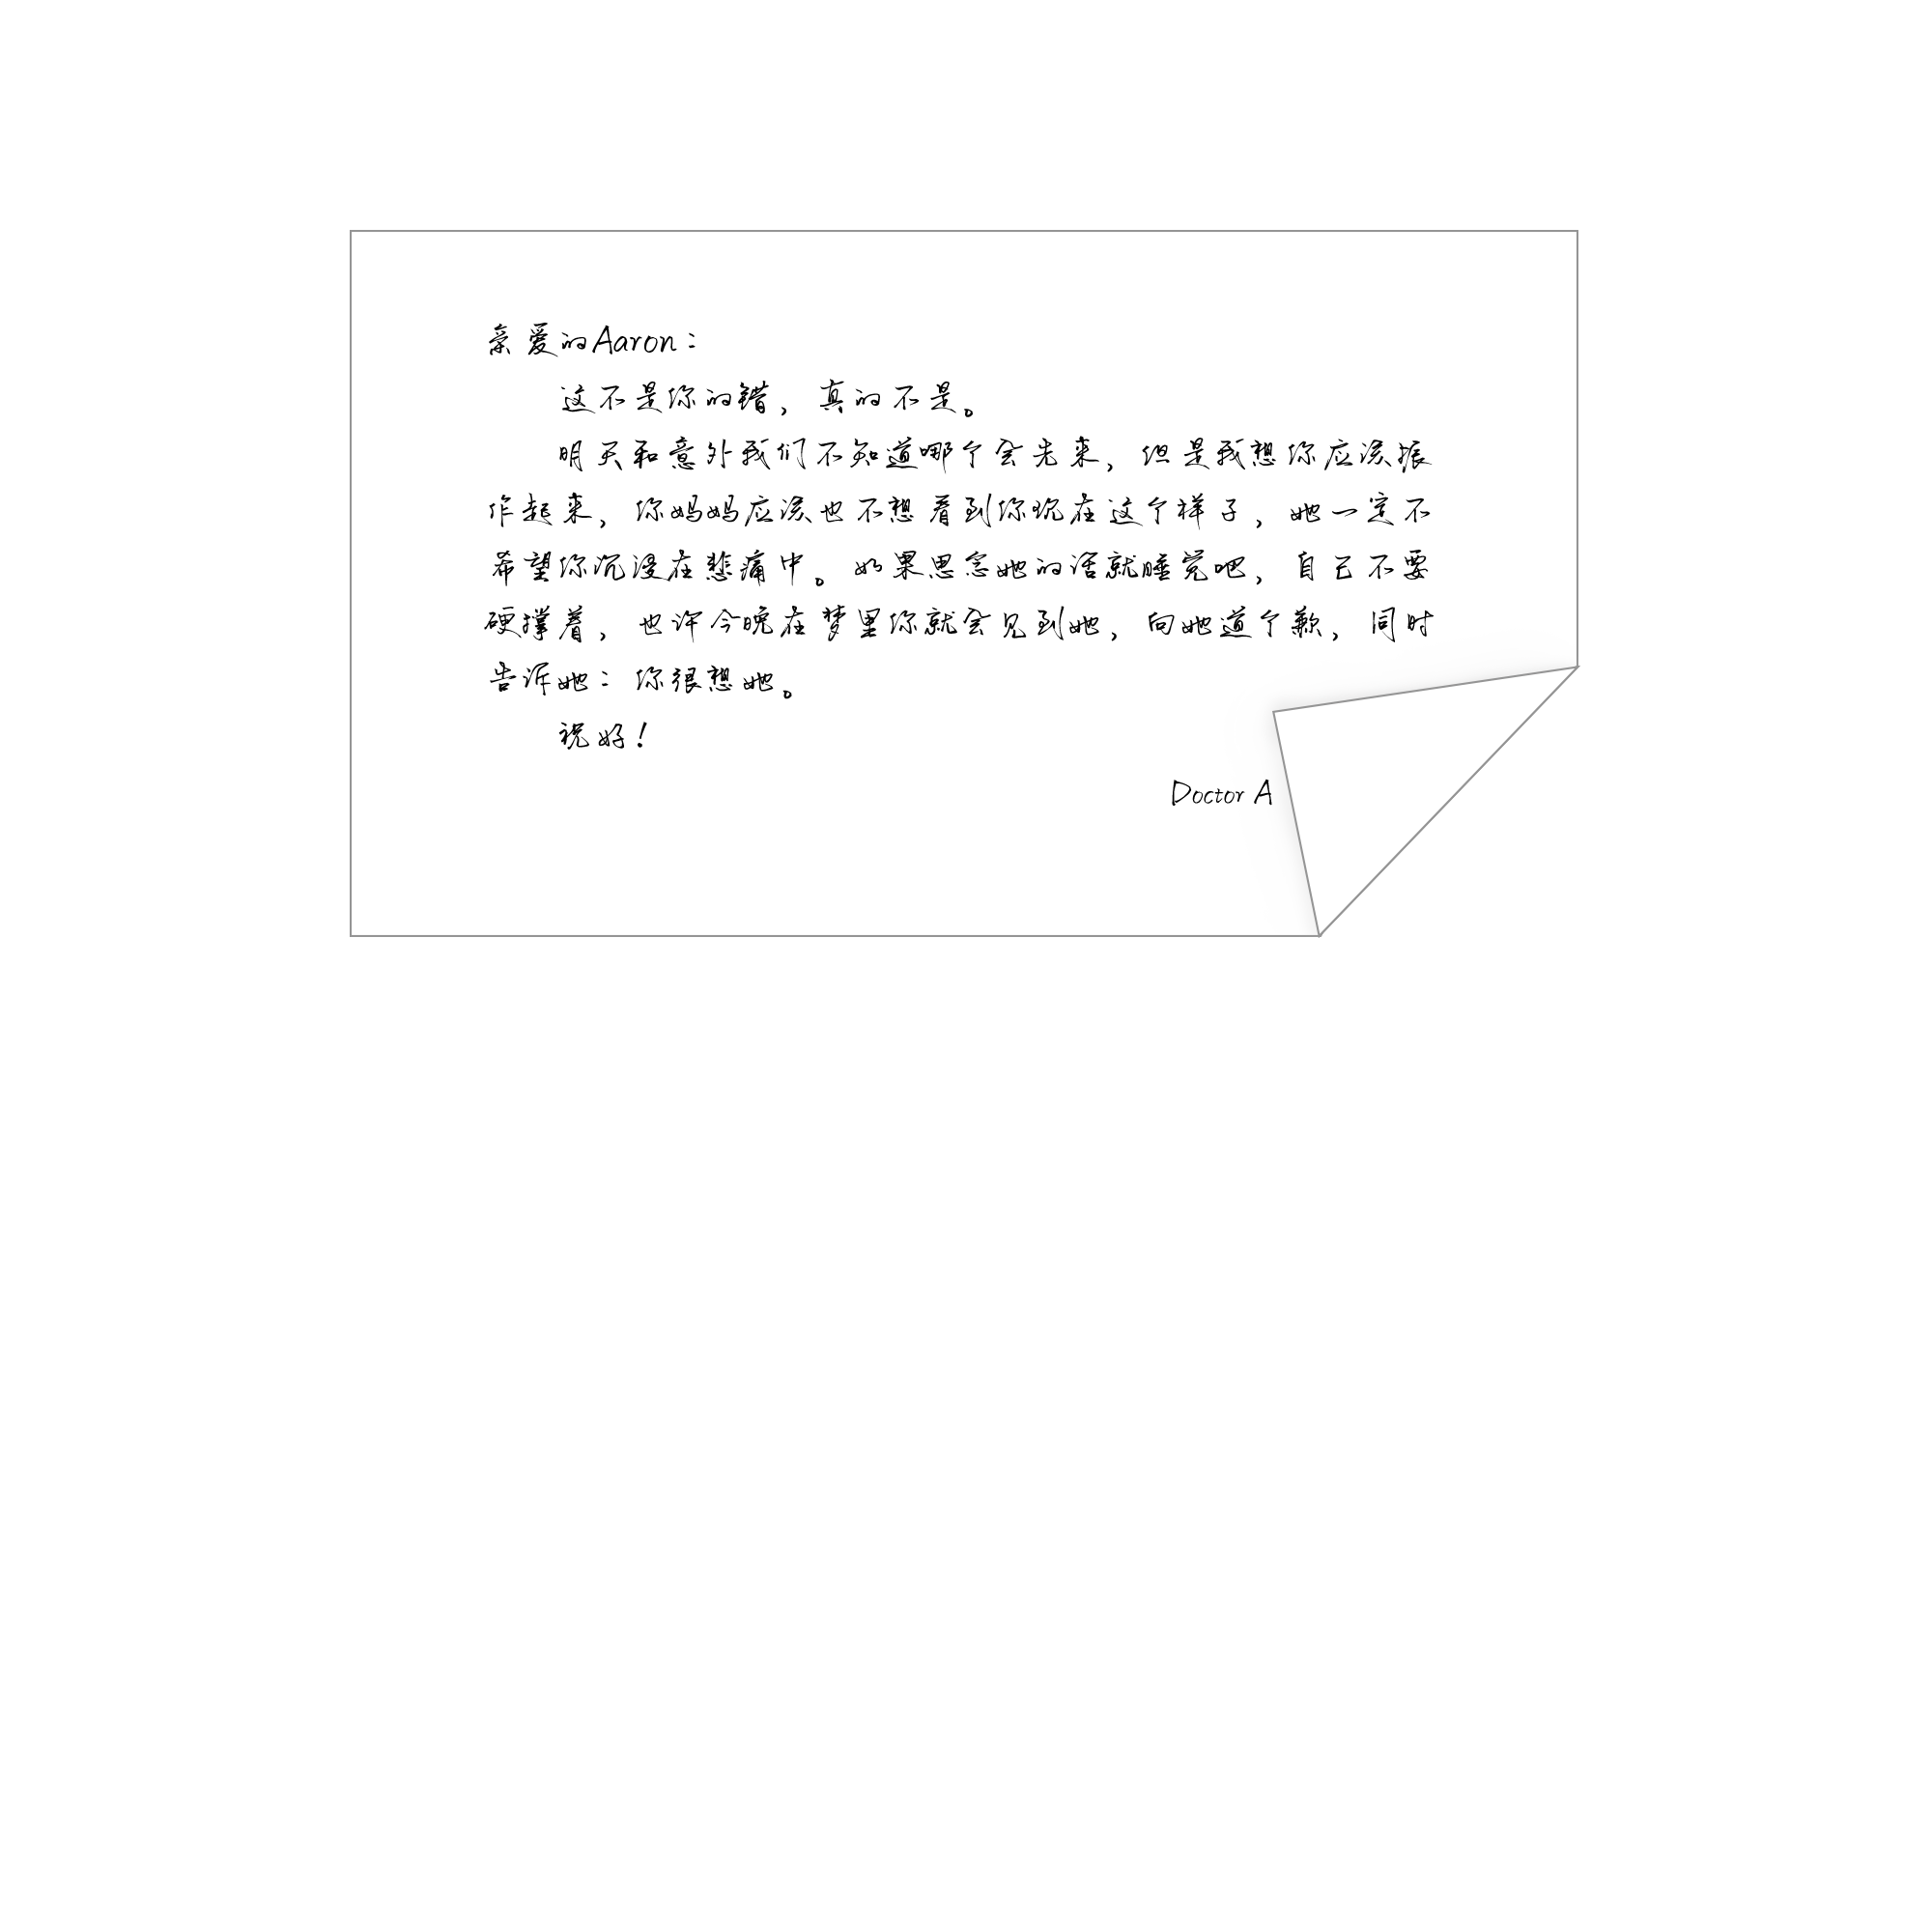 亲爱的Aaron：
这不是你的错，真的不是。
明天和意外我们不知道哪个会先来，但是我想你应该振
作起来，你妈妈应该也不想看到你现在这个样子，她一定不
希望你沉浸在悲痛中。如果思念她的话就睡觉吧，自己不要
硬撑着，也许今晚在梦里你就会见到她，向她道个歉，同时
告诉她：你很想她。
祝好！
Doctor A